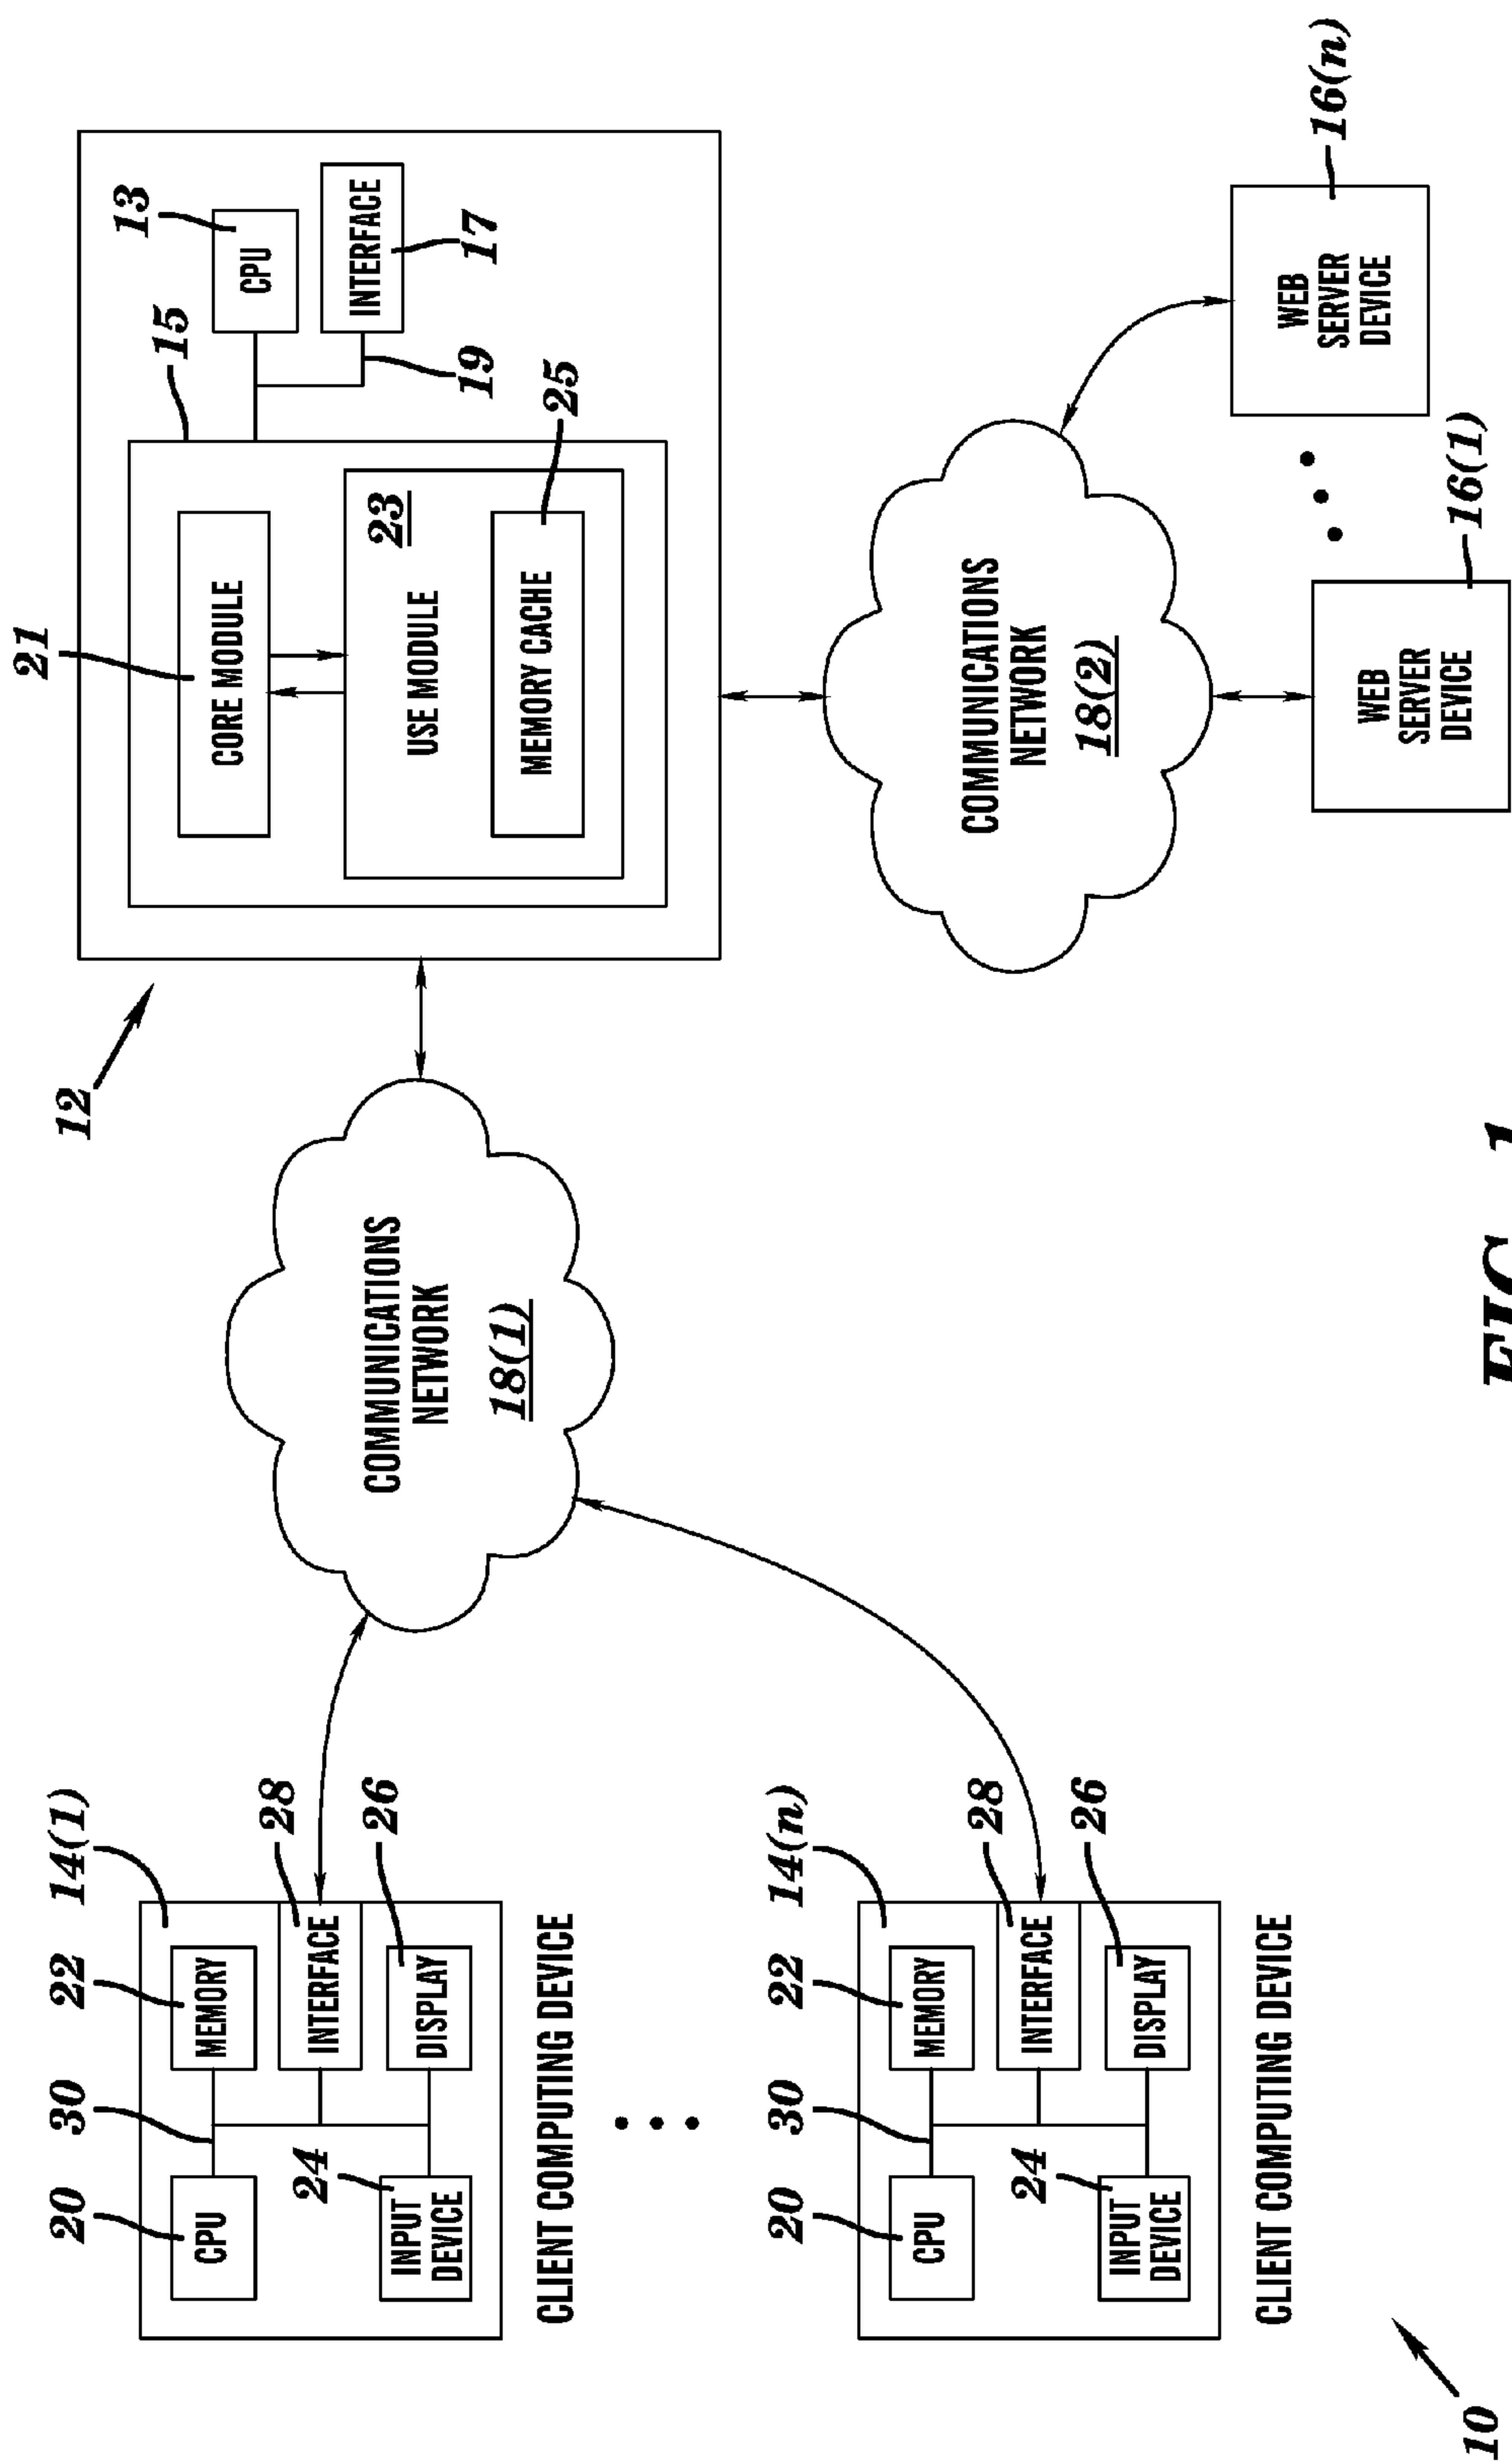 14(1)
20
30
22
CPU
MEMORY
28
INTERFACE
24
26
INPUT
DEVICE
DISPLAY
CLIENT COMPUTING DEVICE
14(n)
20
30
22
CPU
MEMORY
28
INTERFACE
24
26
INPUT
DEVICE
DISPLAY
CLIENT COMPUTING DEVICE
10
COMMUNICATIONS
NETWORK
18(1)
12
21
15
13
CORE MODULE
CPU
USE MODULE
23
INTERFACE
17
19
MEMORY CACHE
25
COMMUNICATIONS
NETWORK
18(2)
WEB
SERVER
DEVICE
16(n)
WEB
SERVER
DEVICE
16(1)
FIG. 1